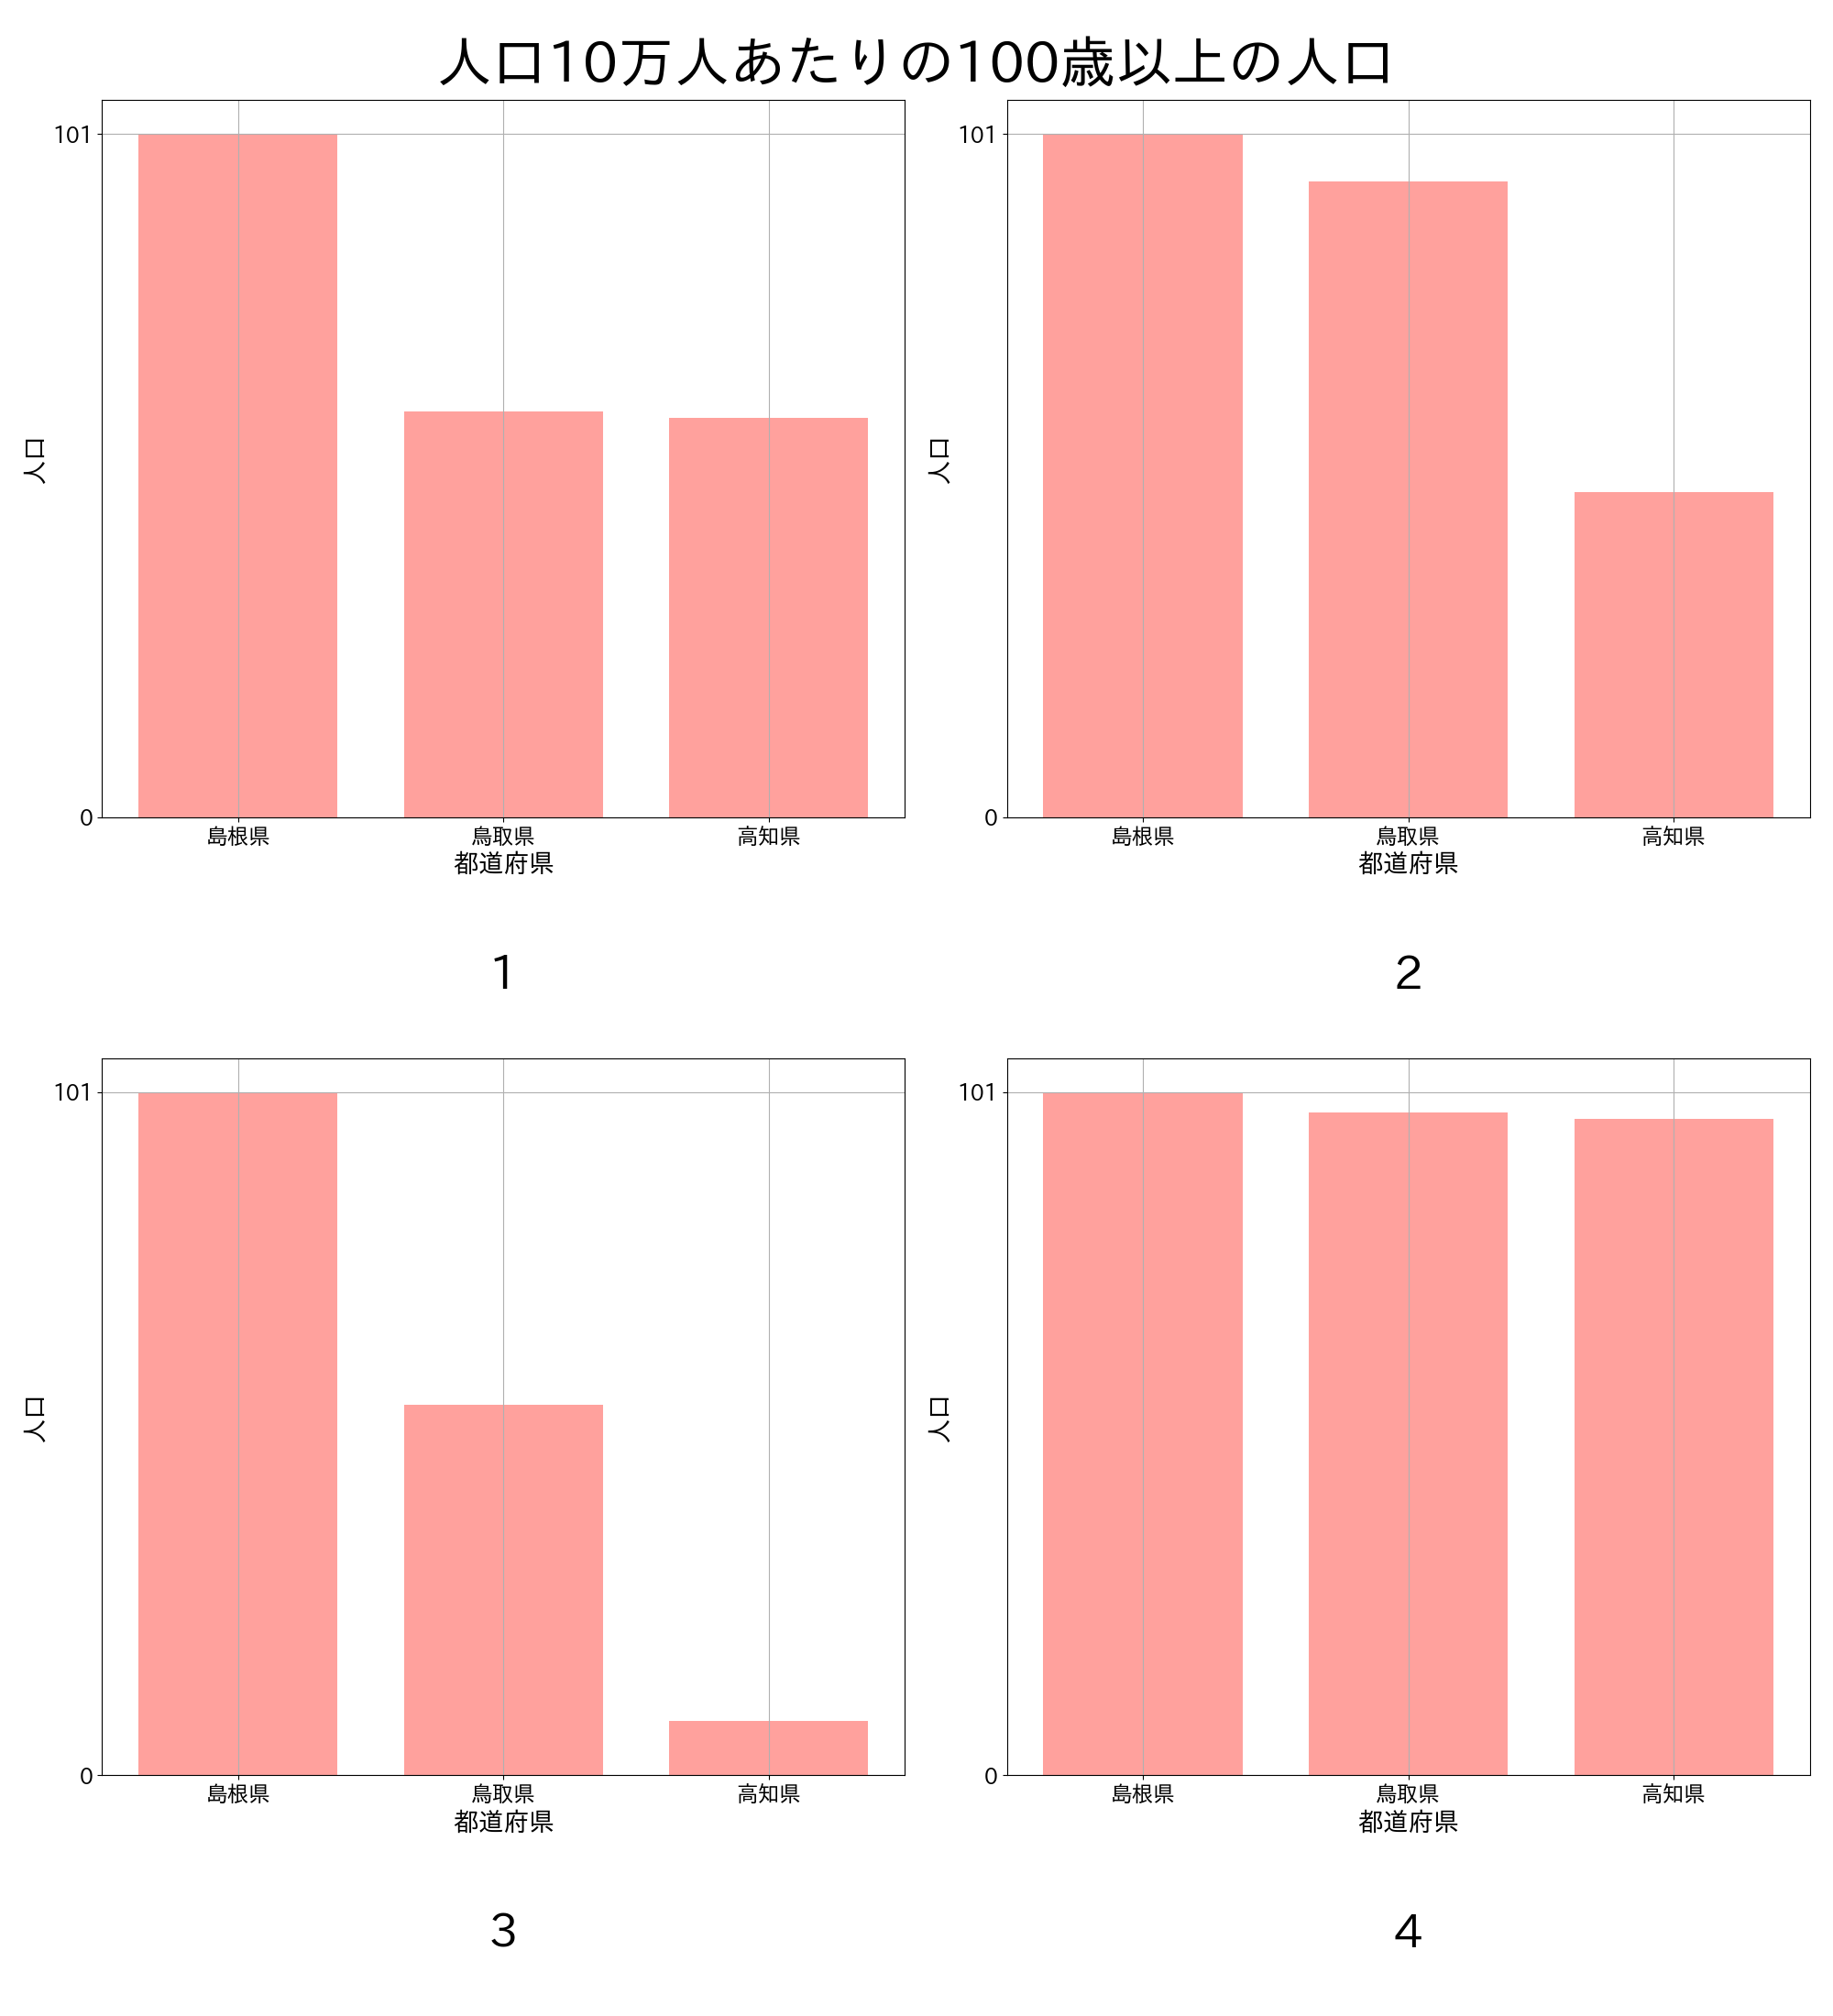 人口10万人あたりの100歳以上の人口
101
人口
0
島根県 鳥取県 高知県
都道府県
1
101
人口
0
島根県 鳥取県 高知県
都道府県
2
101
人口
0
島根県 鳥取県 高知県
都道府県
3
101
人口
0
島根県 鳥取県 高知県
都道府県
4